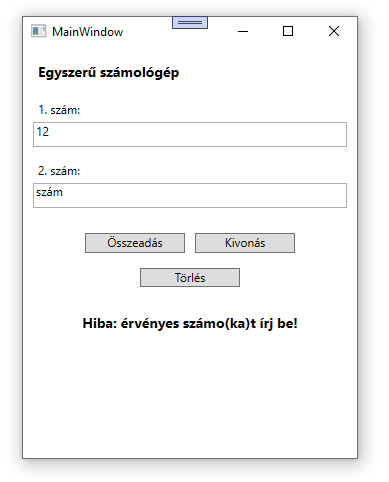 MainWindow
Egyszerű számológép
1. szám:
12
2. szám:
szám
Összeadás Kivonás
Törlés
Hiba: érvényes számo(ka)t írj be!